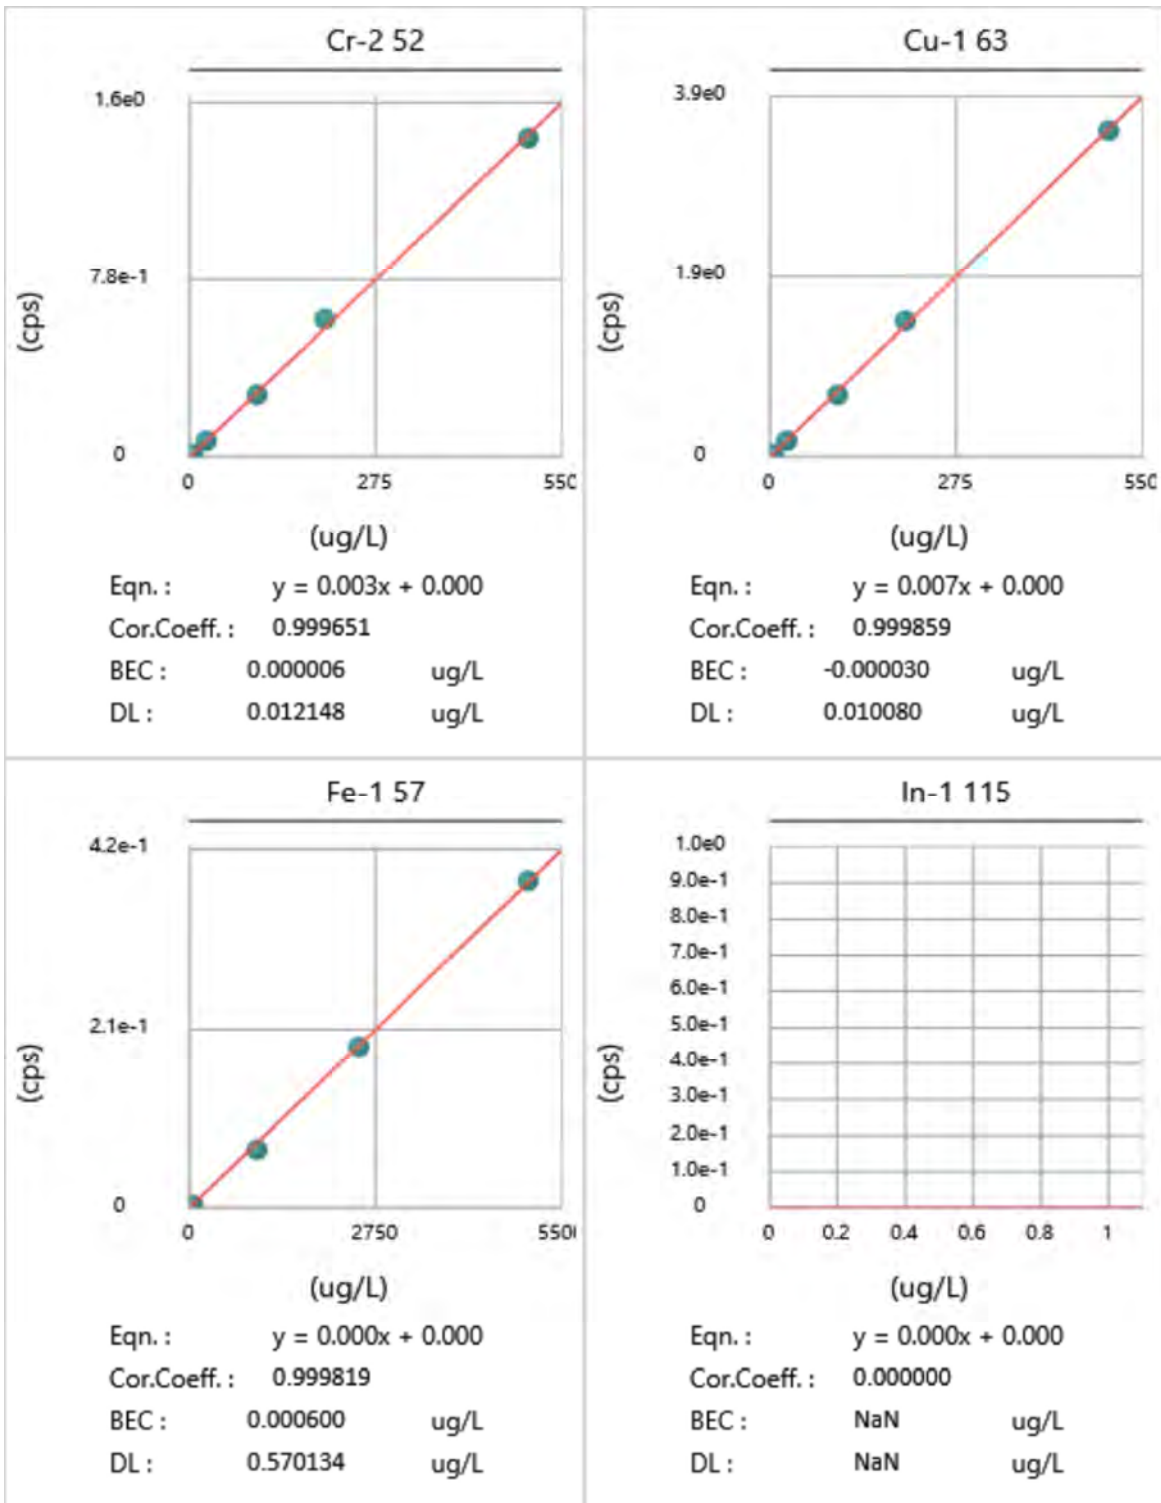 Cr-2 52
1.6e0
7.8e-1
0
(cps)
0 275 550
(ug/L)
Eqn. : y = 0.003x + 0.000
Cor.Coeff. : 0.999651
BEC : 0.000006 ug/L
DL : 0.012148 ug/L
Cu-1 63
3.9e0
1.9e0
0
(cps)
0 275 550
(ug/L)
Eqn. : y = 0.007x + 0.000
Cor.Coeff. : 0.999859
BEC : -0.000030 ug/L
DL : 0.010080 ug/L
Fe-1 57
4.2e-1
2.1e-1
0
(cps)
0 2750 550
(ug/L)
Eqn. : y = 0.000x + 0.000
Cor.Coeff. : 0.999819
BEC : 0.000600 ug/L
DL : 0.570134 ug/L
In-1 115
1.0e0
9.0e-1
8.0e-1
7.0e-1
6.0e-1
5.0e-1
4.0e-1
3.0e-1
2.0e-1
1.0e-1
0
(cps)
0 0.2 0.4 0.6 0.8 1
(ug/L)
Eqn. : y = 0.000x + 0.000
Cor.Coeff. : 0.000000
BEC : NaN ug/L
DL : NaN ug/L